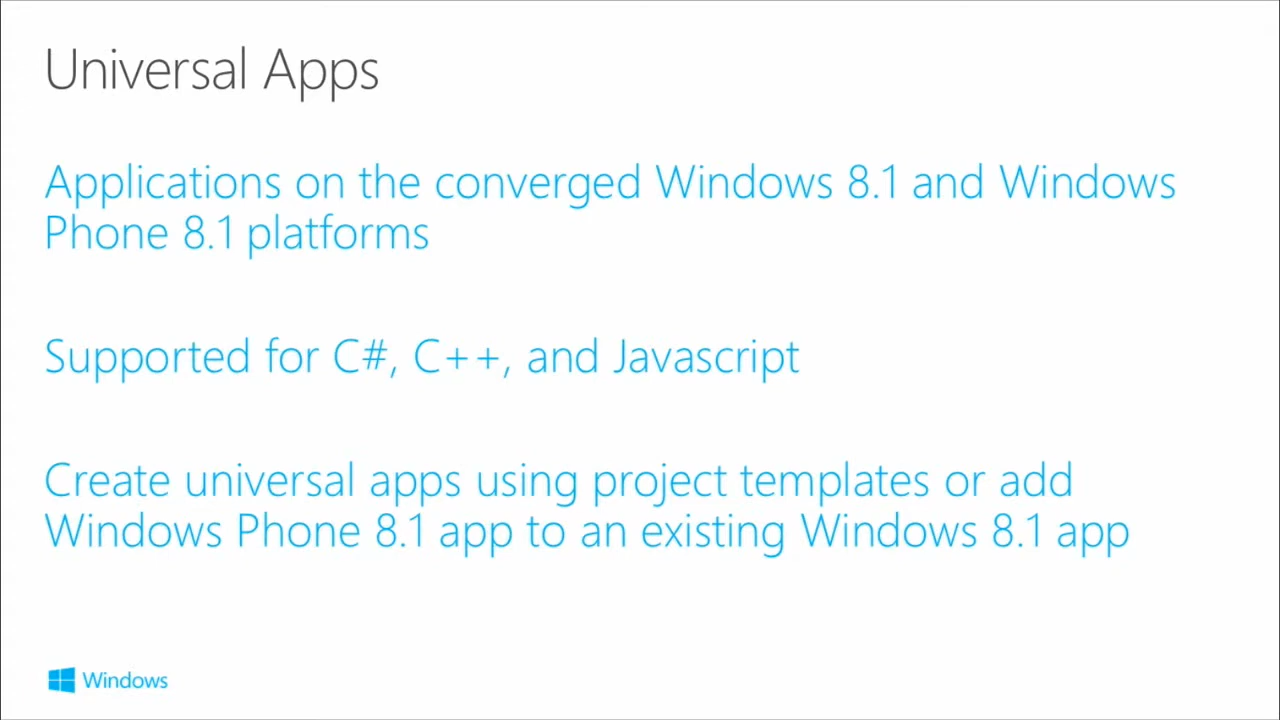 Universal Apps
Applications on the converged Windows 8.1 and Windows
Phone 8.1 platforms
Supported for C#, C++, and Javascript
Create universal apps using project templates or add
Windows Phone 8.1 app to an existing Windows 8.1 app
Windows